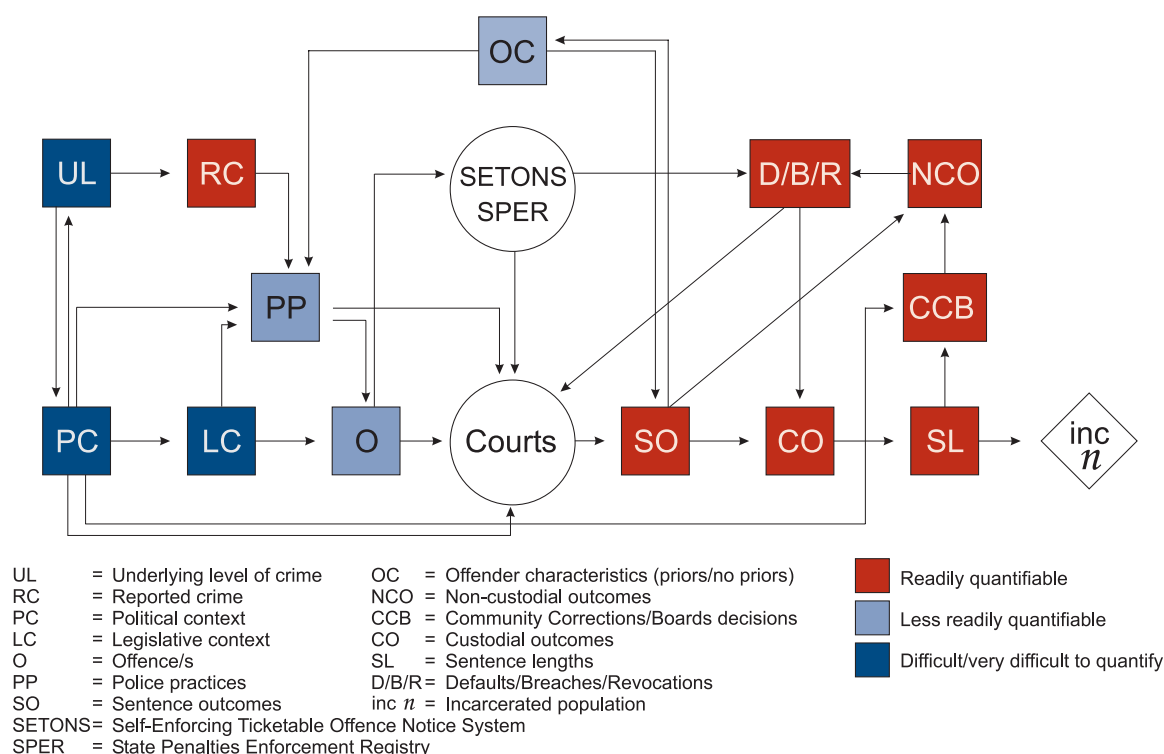 OC
UL
RC
SETONS
SPER
D/B/R
NCO
PP
CCB
PC
LC
O
Courts
SO
CO
SL
inc
n
UL = Underlying level of crime
RC = Reported crime
PC = Political context
LC = Legislative context
O = Offence/s
PP = Police practices
SO = Sentence outcomes
SETONS= Self-Enforcing Ticketable Offence Notice System
SPER = State Penalties Enforcement Registry
OC = Offender characteristics (priors/no priors)
NCO = Non-custodial outcomes
CCB = Community Corrections/Boards decisions
CO = Custodial outcomes
SL = Sentence lengths
D/B/R= Defaults/Breaches/Revocations
inc n = Incarcerated population
Readily quantifiable
Less readily quantifiable
Difficult/very difficult to quantify